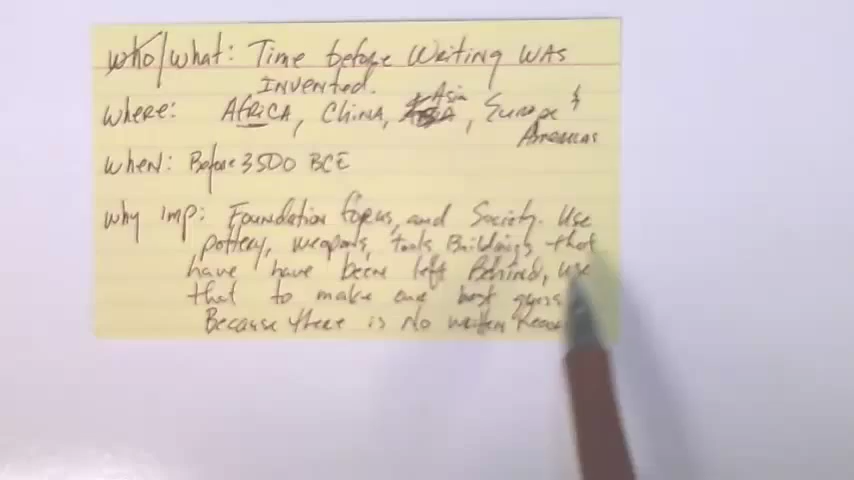 who/what: Time before Writing was
Invented.
where: Africa, China, Asia, Europe &
Americas
when: Before 3500 BCE
why imp: Foundation for us, and Society. Use
pottery, weapons, tools Buildings that
have have been left Behind, use
that to make our best guess
Because there is no written